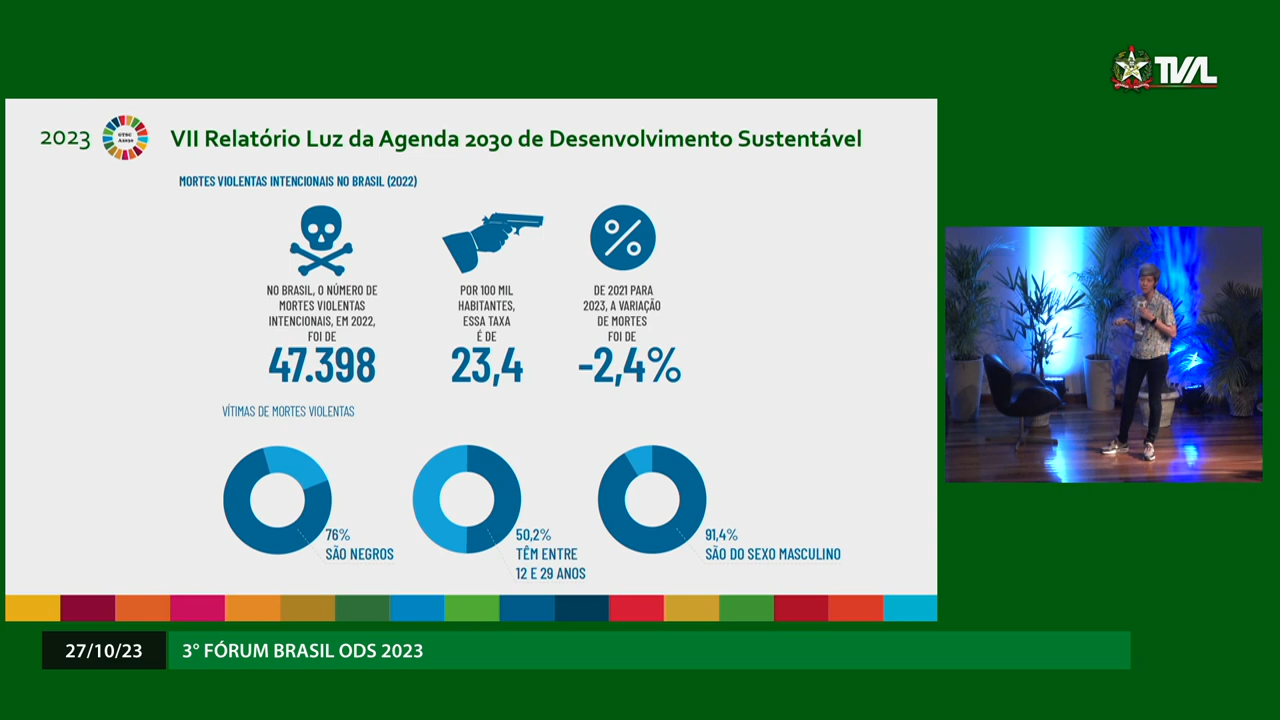 TVAL
2023
GTSC
A2030
VII Relatório Luz da Agenda 2030 de Desenvolvimento Sustentável
MORTES VIOLENTAS INTENCIONAIS NO BRASIL (2022)
NO BRASIL, O NÚMERO DE
MORTES VIOLENTAS
INTENCIONAIS, EM 2022,
FOI DE
47.398
POR 100 MIL
HABITANTES,
ESSA TAXA
É DE
23,4
%
DE 2021 PARA
2023, A VARIAÇÃO
DE MORTES
FOI DE
-2,4%
VÍTIMAS DE MORTES VIOLENTAS
76%
SÃO NEGROS
50,2%
TÊM ENTRE
12 E 29 ANOS
91,4%
SÃO DO SEXO MASCULINO
27/10/23
3° FÓRUM BRASIL ODS 2023